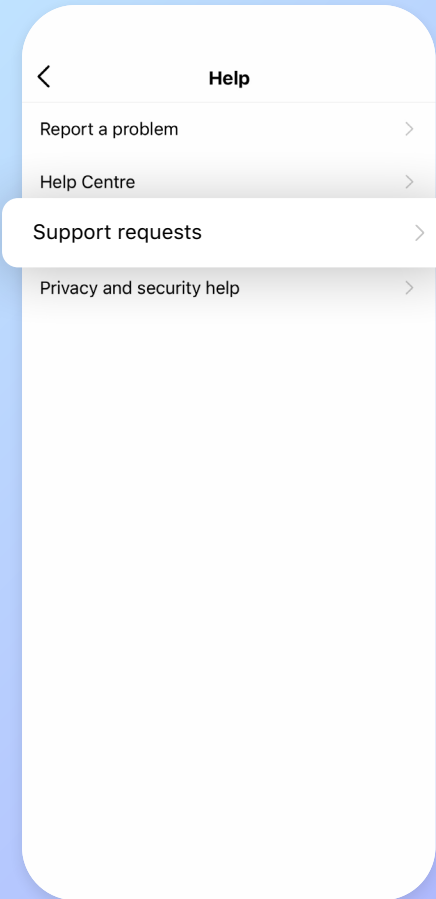 Help
Report a problem
Help Centre
Support requests
Privacy and security help